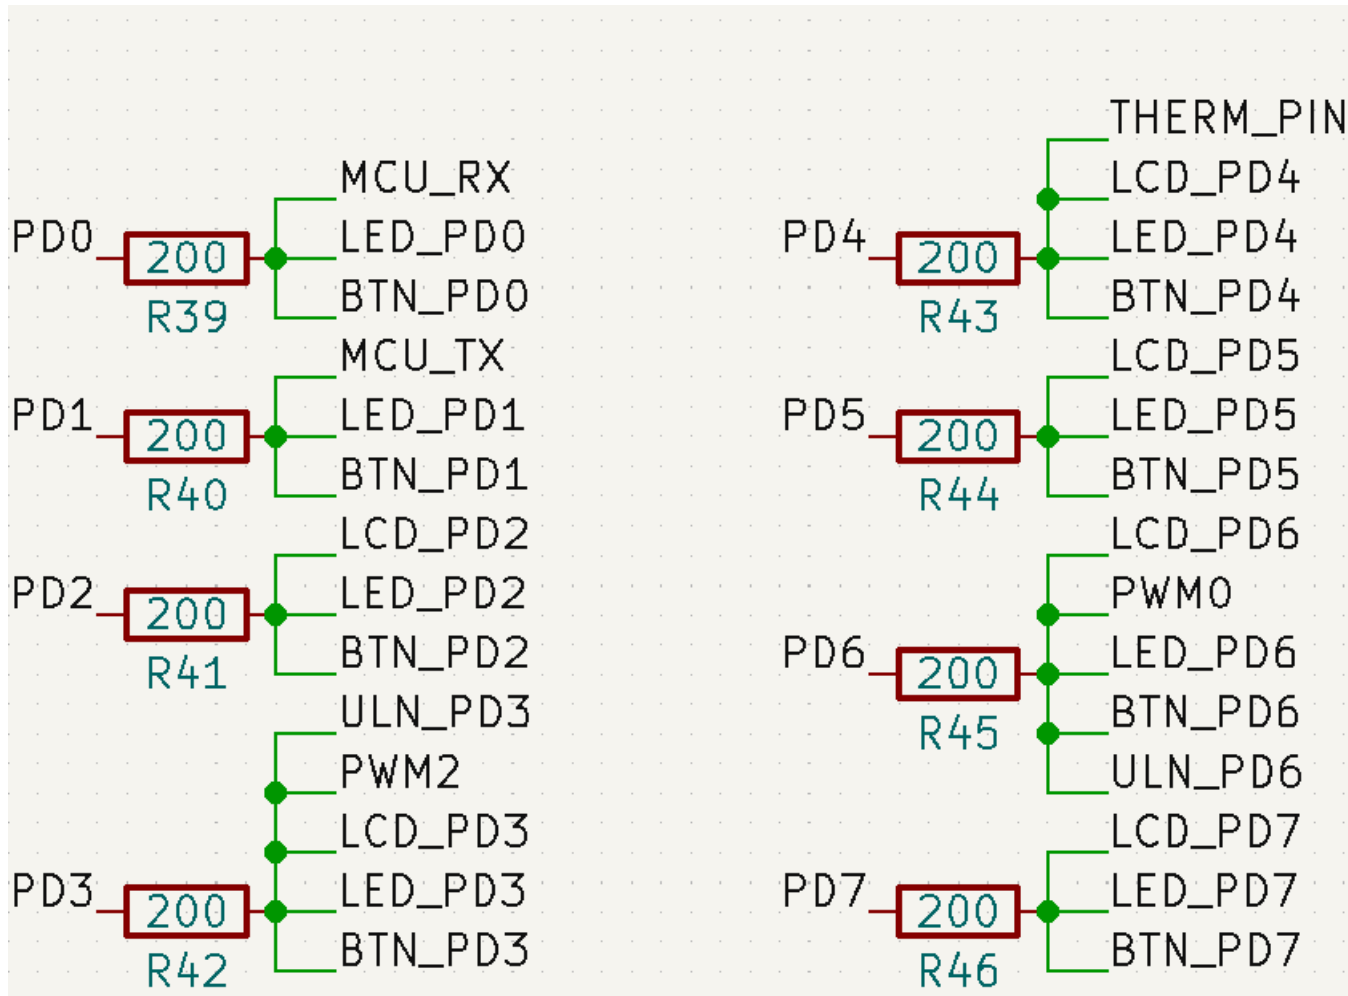 MCU_RX
PD0
200
LED_PD0
BTN_PD0
R39
MCU_TX
PD1
200
LED_PD1
BTN_PD1
R40
LCD_PD2
PD2
200
LED_PD2
BTN_PD2
R41
ULN_PD3
PWM2
LCD_PD3
PD3
200
LED_PD3
BTN_PD3
R42
THERM_PIN
LCD_PD4
PD4
200
LED_PD4
BTN_PD4
R43
LCD_PD5
PD5
200
LED_PD5
BTN_PD5
R44
LCD_PD6
PWM0
PD6
200
LED_PD6
BTN_PD6
R45
ULN_PD6
LCD_PD7
PD7
200
LED_PD7
BTN_PD7
R46